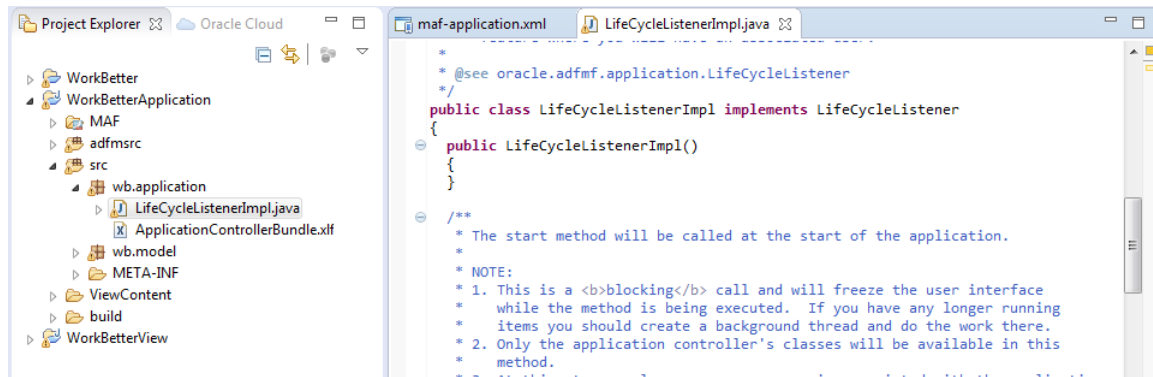 Project Explorer
Oracle Cloud
WorkBetter
WorkBetterApplication
MAF
adfmsrc
src
wb.application
LifeCycleListenerImpl.java
ApplicationControllerBundle.xlf
wb.model
META-INF
ViewContent
build
WorkBetterView
maf-application.xml
LifeCycleListenerImpl.java
*
* @see oracle.adfmf.application.LifeCycleListener
*/
public class LifeCycleListenerImpl implements LifeCycleListener
{
public LifeCycleListenerImpl()
{
}
/**
* The start method will be called at the start of the application.
*
* NOTE:
* 1. This is a <b>blocking</b> call and will freeze the user interface
* while the method is being executed. If you have any longer running
* items you should create a background thread and do the work there.
* 2. Only the application controller's classes will be available in this
* method.